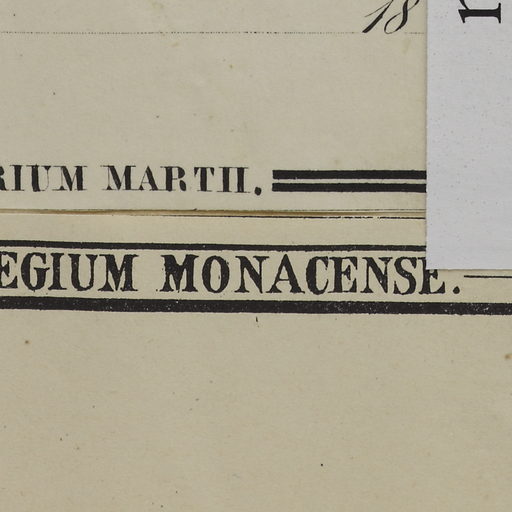 18
RIUM MARTII.
EGIUM MONACENSE.
r